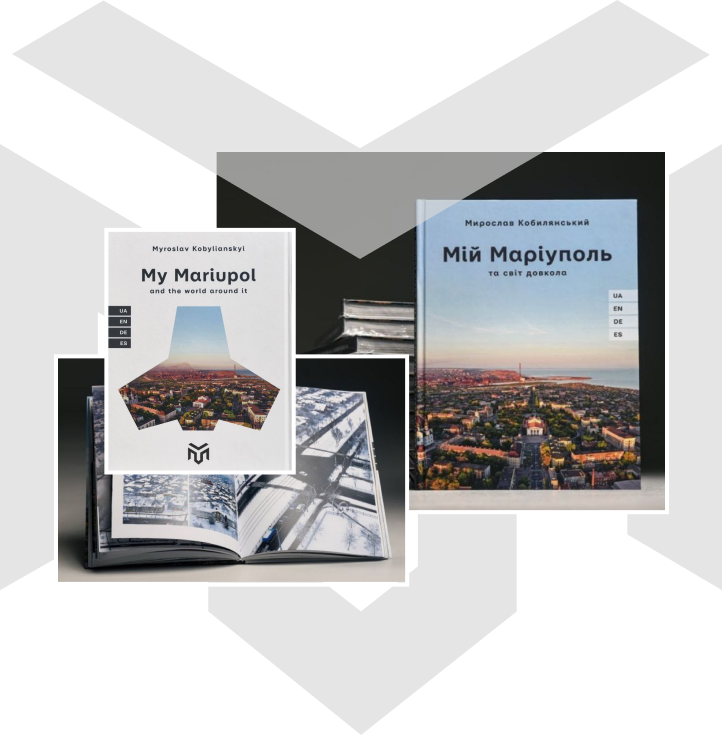 Myroslav Kobylianskyi
My Mariupol
and the world around it
UA
EN
DE
ES
Мирослав Кобилянський
Мій Маріуполь
та світ довкола
UA
EN
DE
ES